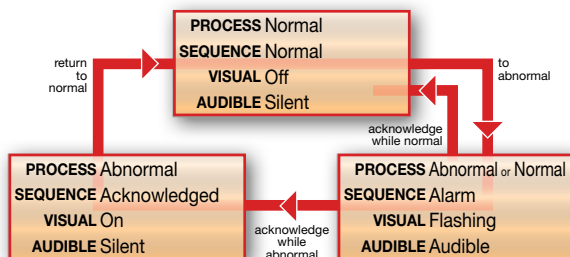 PROCESS Normal
SEQUENCE Normal
VISUAL Off
AUDIBLE Silent
return
to
normal
to
abnormal
acknowledge
while normal
PROCESS Abnormal
SEQUENCE Acknowledged
VISUAL On
AUDIBLE Silent
acknowledge
while
abnormal
PROCESS Abnormal or Normal
SEQUENCE Alarm
VISUAL Flashing
AUDIBLE Audible